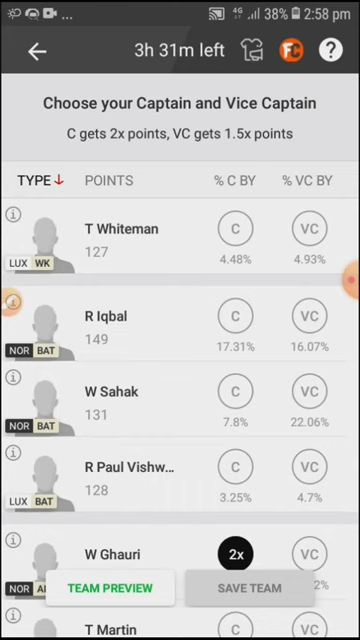 ... 4G 38% 2:58 pm
3h 31m left FC ?
Choose your Captain and Vice Captain
C gets 2x points, VC gets 1.5x points
TYPE POINTS % C BY % VC BY
T Whiteman
127
LUX WK
C
4.48%
VC
4.93%
R Iqbal
149
NOR BAT
C
17.31%
VC
16.07%
W Sahak
131
NOR BAT
C
7.8%
VC
22.06%
R Paul Vishw...
128
LUX BAT
C
3.25%
VC
4.7%
W Ghauri
NOR
2x
VC
TEAM PREVIEW
SAVE TEAM
T Martin
C
VC